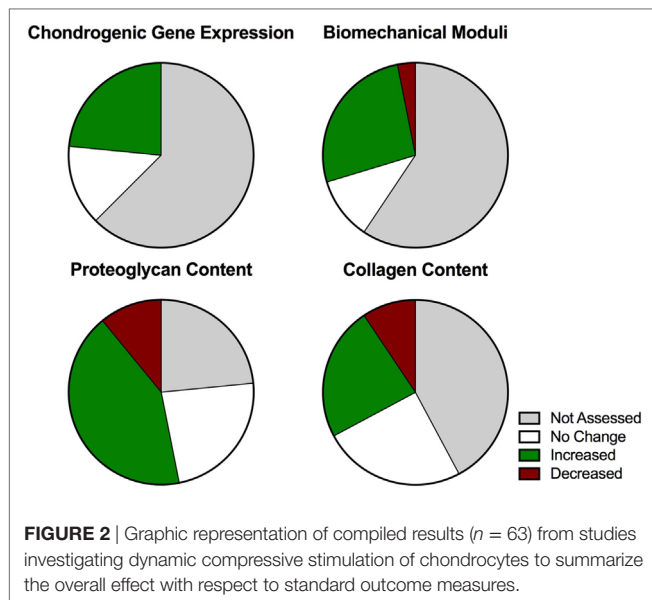 Chondrogenic Gene Expression
Biomechanical Moduli
Proteoglycan Content
Collagen Content
Not Assessed
No Change
Increased
Decreased
FIGURE 2 | Graphic representation of compiled results (n = 63) from studies
investigating dynamic compressive stimulation of chondrocytes to summarize
the overall effect with respect to standard outcome measures.